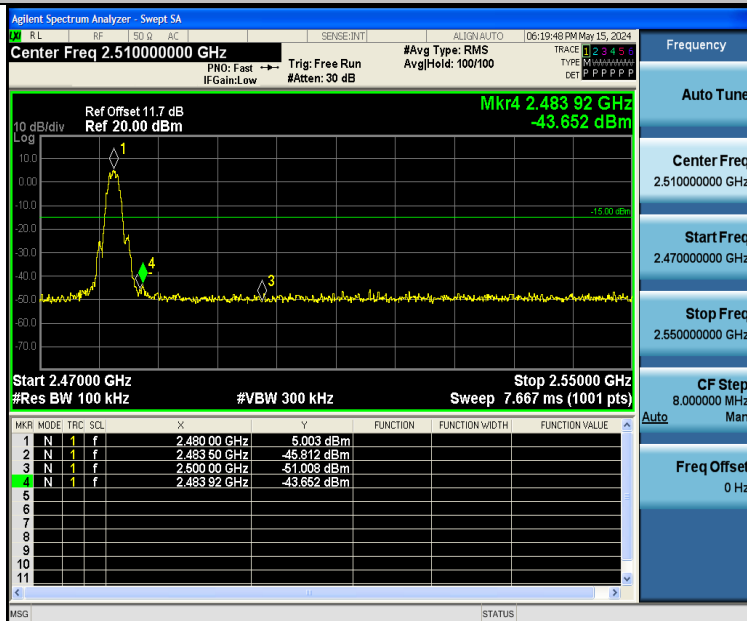 Agilent Spectrum Analyzer - Swept SA
LXI RL RF 50 Ω AC SENSE:INT ALIGN AUTO 06:19:48 PM May 15, 2024
Center Freq 2.510000000 GHz
PNO: Fast
IFGain:Low
Trig: Free Run
#Atten: 30 dB
#Avg Type: RMS
Avg|Hold: 100/100
TRACE 1 2 3 4 5 6
TYPE M W W W W W
DET P P P P P P
Ref Offset 11.7 dB
10 dB/div Ref 20.00 dBm
Log
Mkr4 2.483 92 GHz
-43.652 dBm
10.0
0.00
-10.0
-20.0
-30.0
-40.0
-50.0
-60.0
-70.0
1
4
3
-15.00 dBm
Start 2.47000 GHz Stop 2.55000 GHz
#Res BW 100 kHz #VBW 300 kHz Sweep 7.667 ms (1001 pts)
MKR MODE TRC SCL X Y FUNCTION FUNCTION WIDTH FUNCTION VALUE
1 N 1 f 2.480 00 GHz 5.003 dBm
2 N 1 f 2.483 50 GHz -45.812 dBm
3 N 1 f 2.500 00 GHz -51.008 dBm
4 N 1 f 2.483 92 GHz -43.652 dBm
5
6
7
8
9
10
11
MSG STATUS
Frequency
Auto Tune
Center Freq
2.510000000 GHz
Start Freq
2.470000000 GHz
Stop Freq
2.550000000 GHz
CF Step
8.000000 MHz
Auto Man
Freq Offset
0 Hz